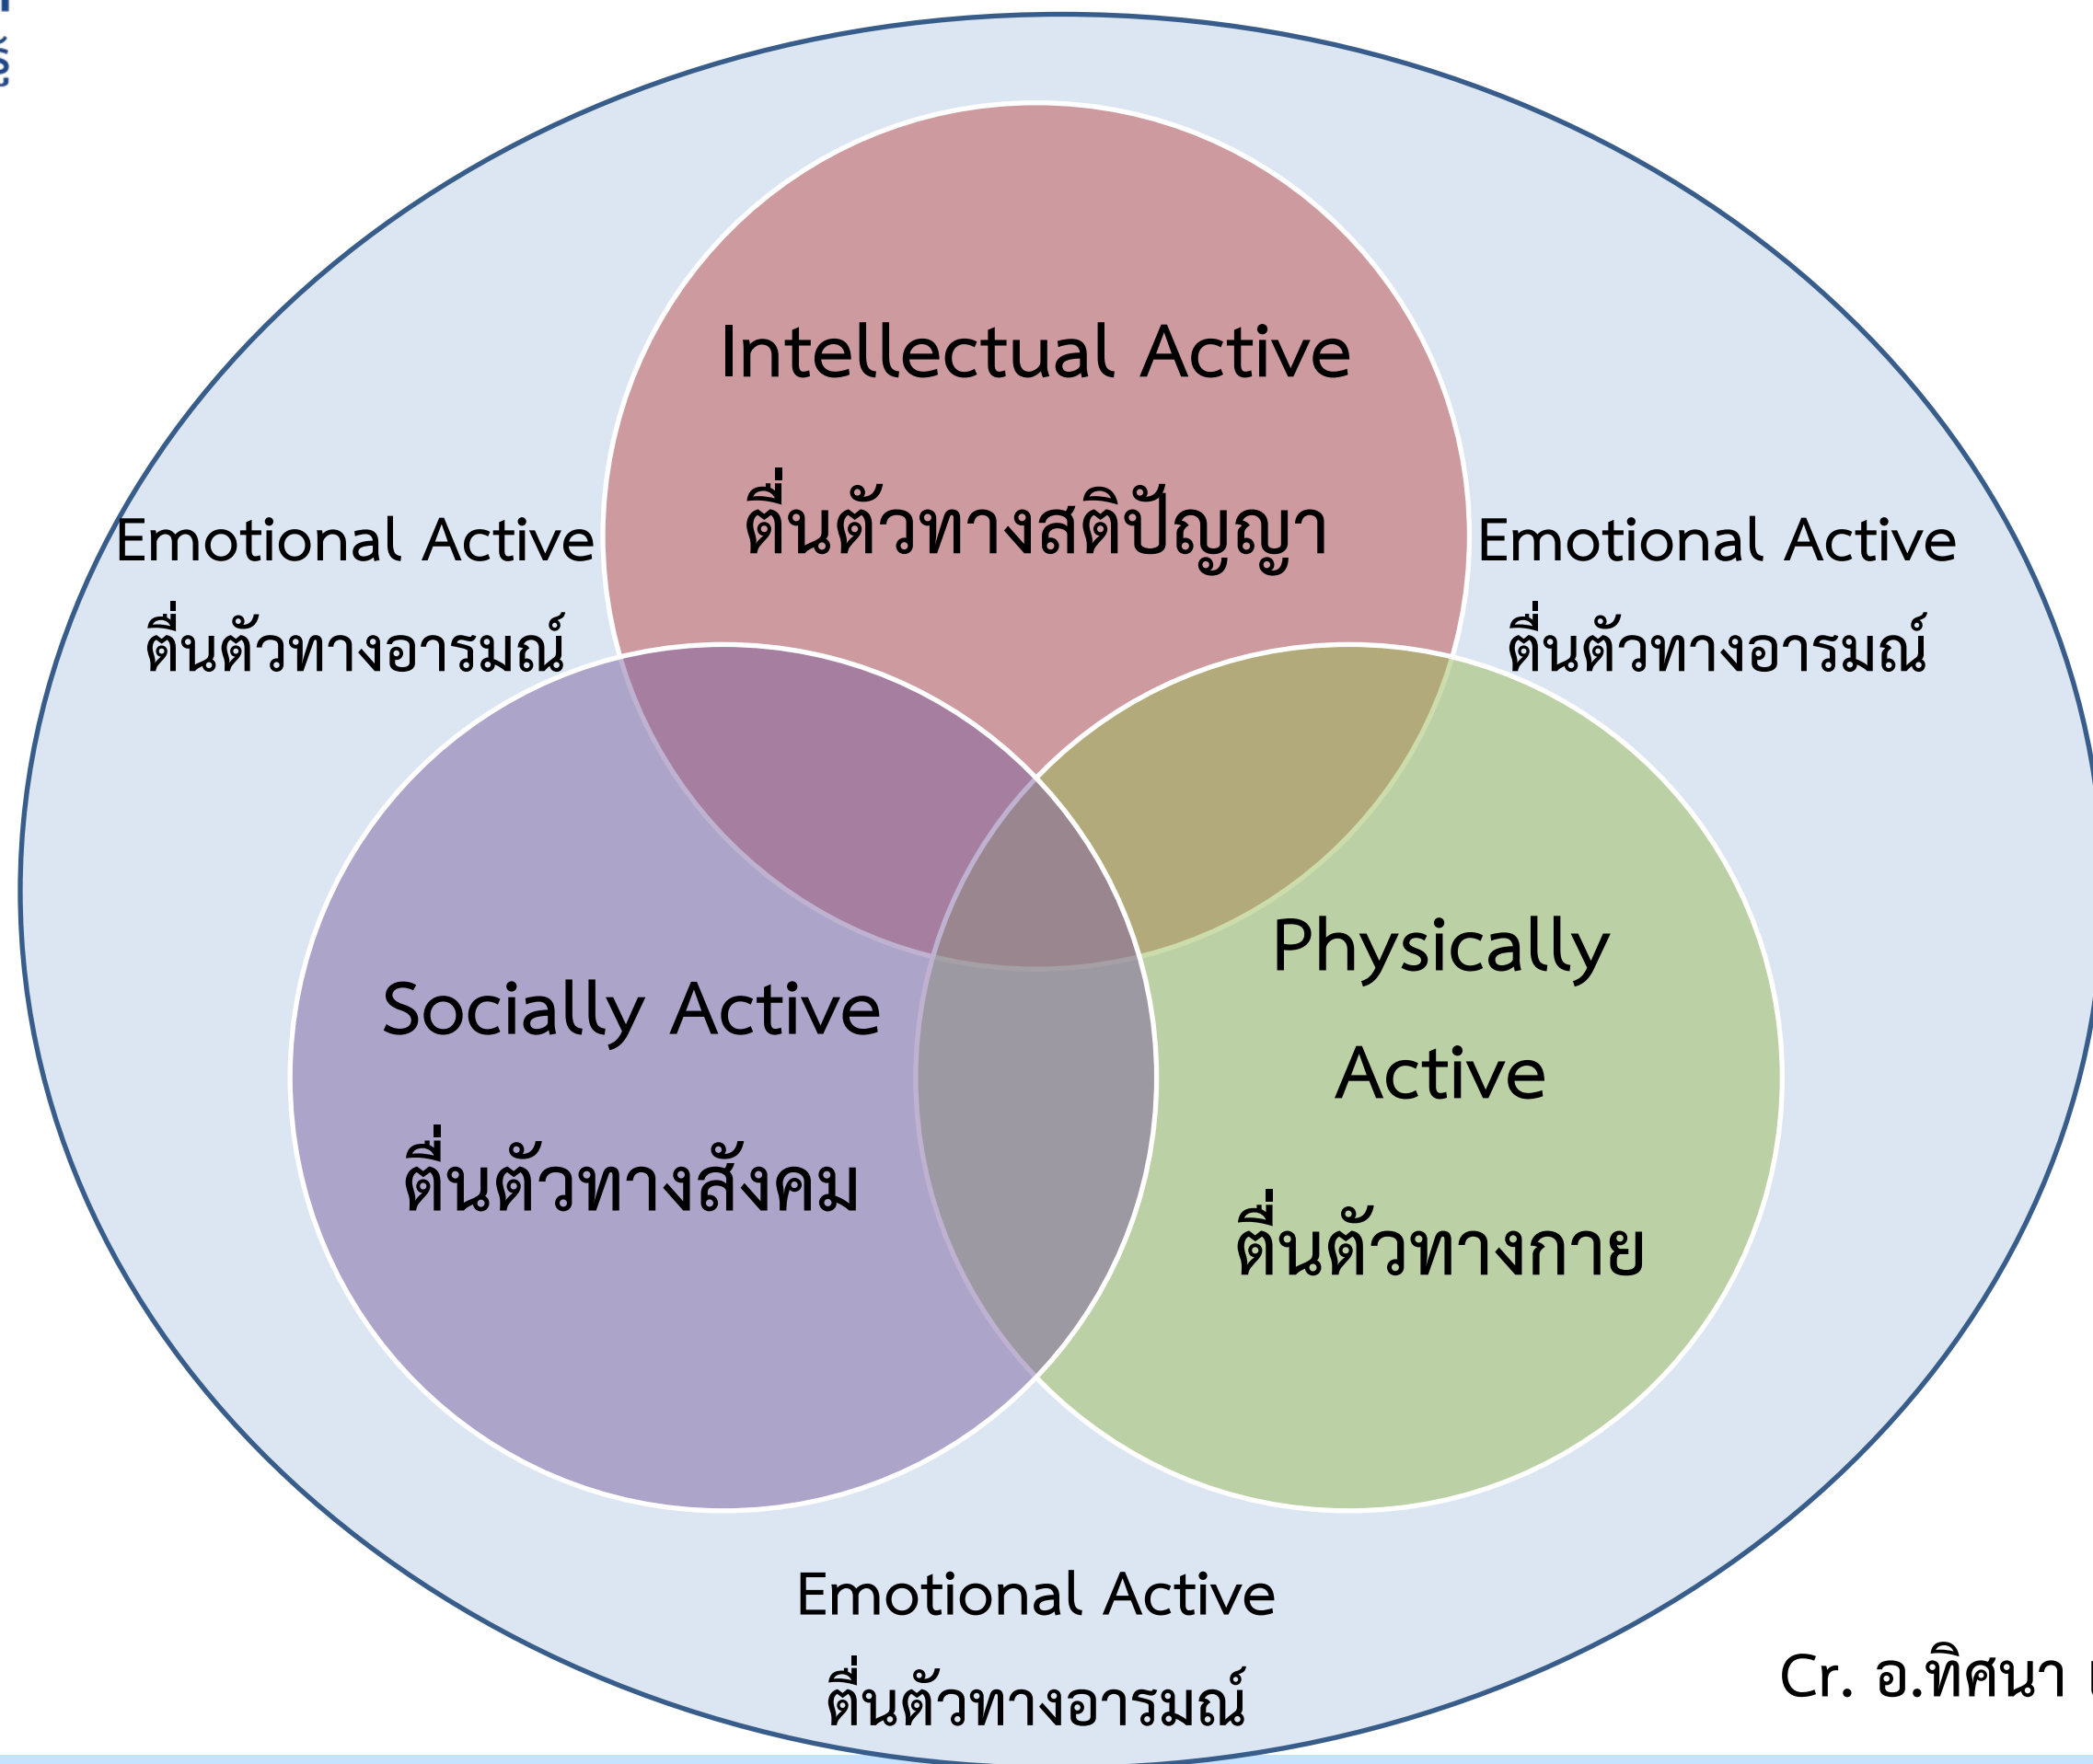 Intellectual Active
ตื่นตัวทางสติปัญญา
Emotional Active
ตื่นตัวทางอารมณ์
Emotional Active
ตื่นตัวทางอารมณ์
Socially Active
ตื่นตัวทางสังคม
Physically
Active
ตื่นตัวทางกาย
Emotional Active
ตื่นตัวทางอารมณ์
Cr. อ.ทิศนา